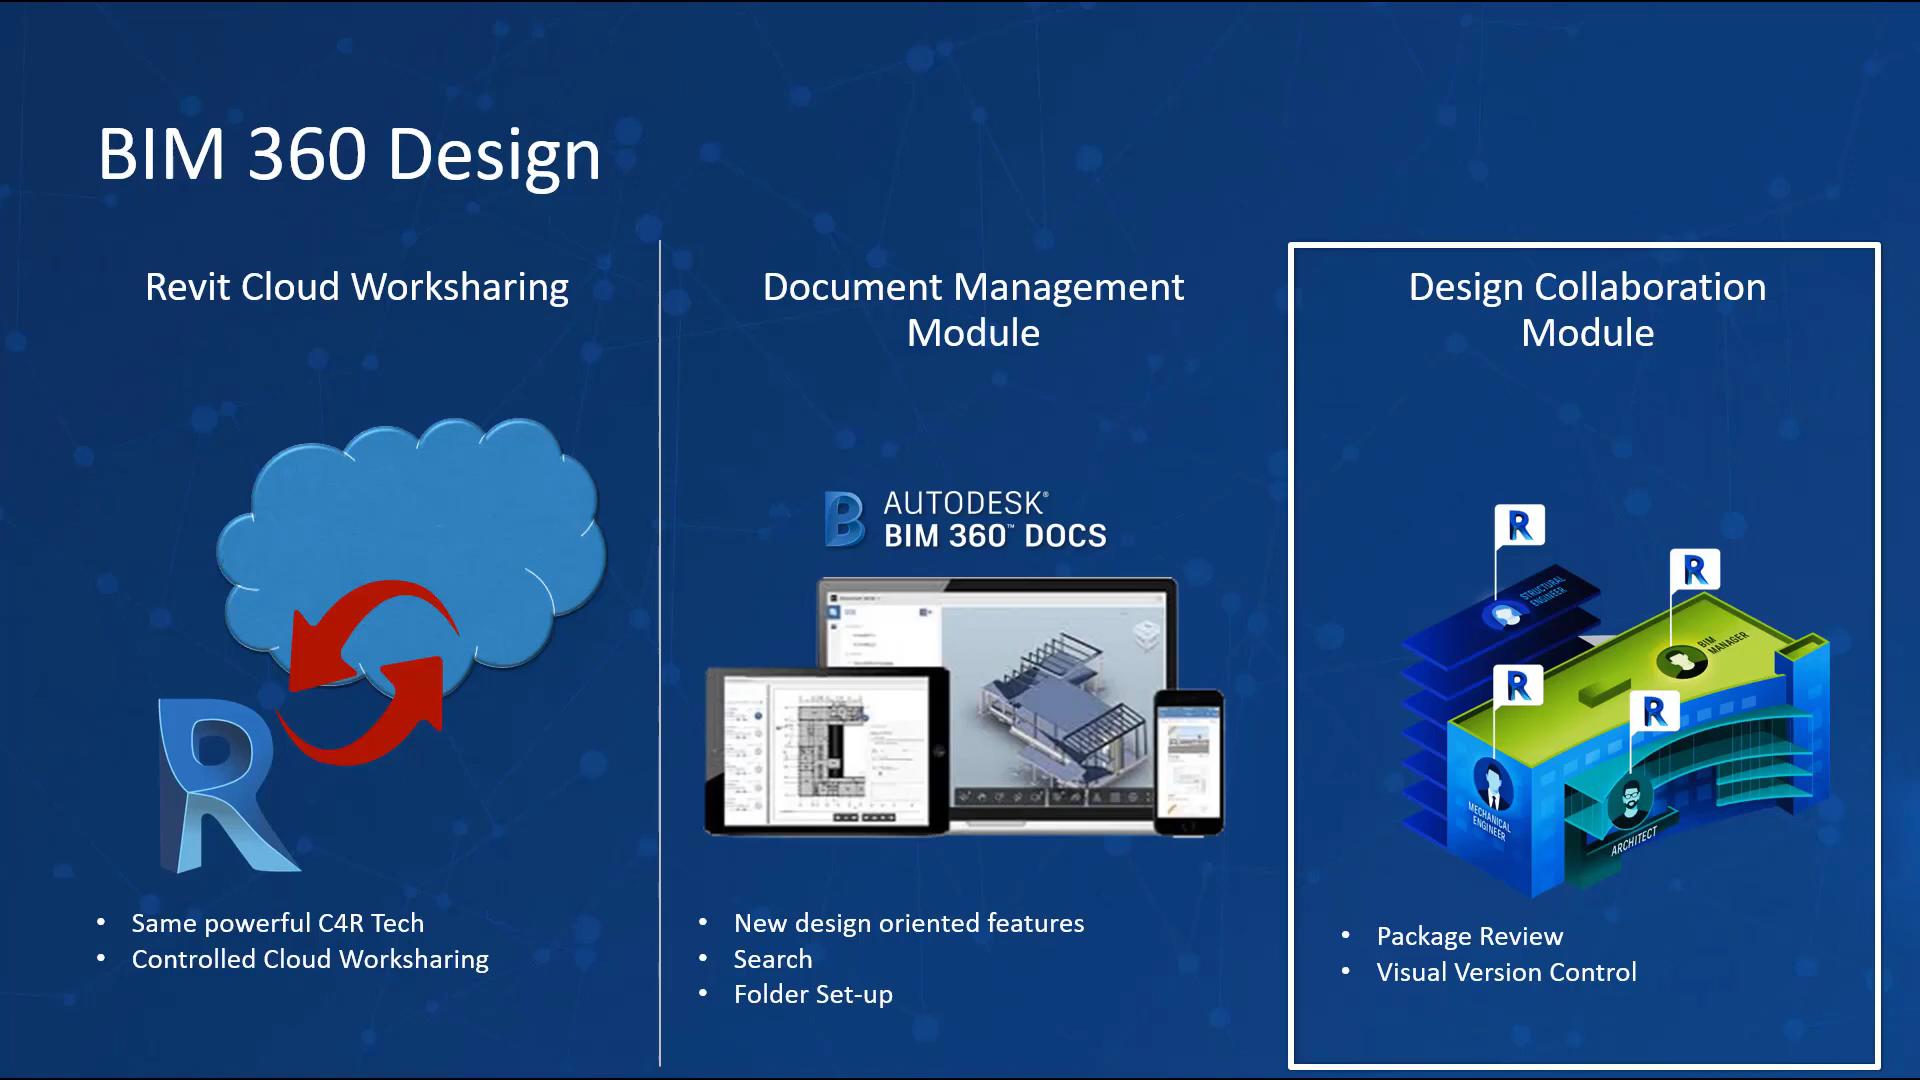 BIM 360 Design
Revit Cloud Worksharing
• Same powerful C4R Tech
• Controlled Cloud Worksharing
Document Management
Module
AUTODESK®
BIM 360™ DOCS
• New design oriented features
• Search
• Folder Set-up
Design Collaboration
Module
R
STRUCTURAL
ENGINEER
R
BIM
MANAGER
R
MECHANICAL
ENGINEER
R
ARCHITECT
• Package Review
• Visual Version Control